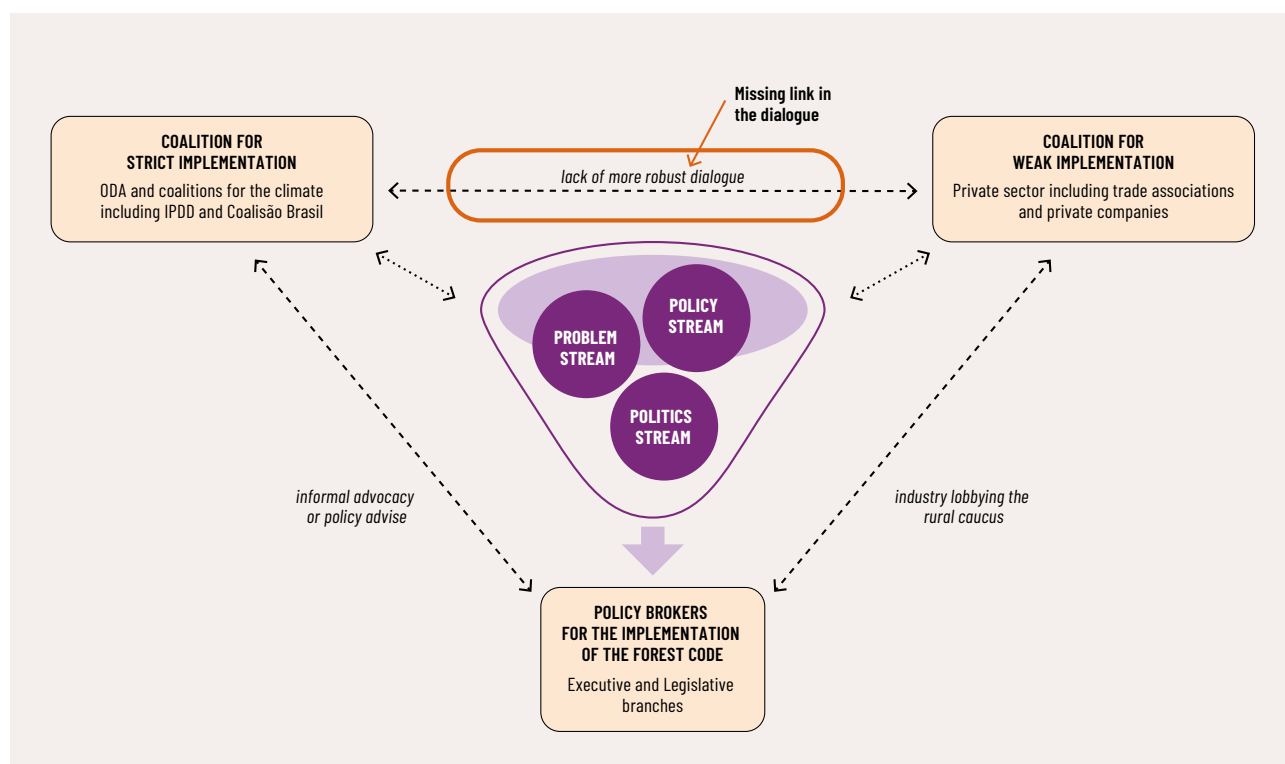 Missing link in
the dialogue
COALITION FOR
STRICT IMPLEMENTATION
ODA and coalitions for the climate
including IPDD and Coalisão Brasil
lack of more robust dialogue
COALITION FOR
WEAK IMPLEMENTATION
Private sector including trade associations
and private companies
PROBLEM
STREAM
POLICY
STREAM
POLITICS
STREAM
informal advocacy
or policy advise
industry lobbying the
rural caucus
POLICY BROKERS
FOR THE IMPLEMENTATION
OF THE FOREST CODE
Executive and Legislative
branches